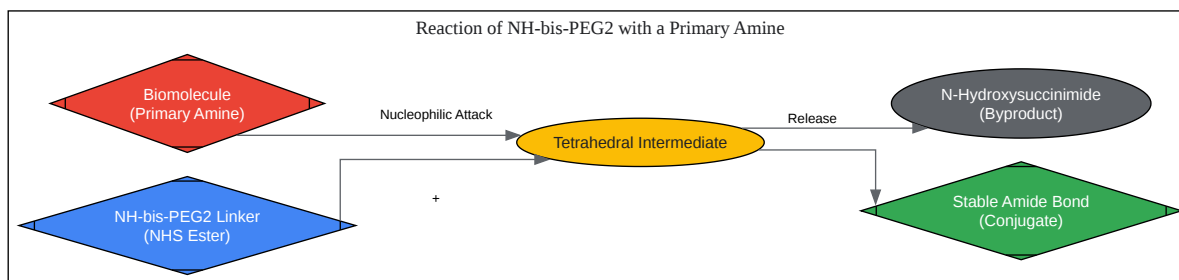 Reaction of NH-bis-PEG2 with a Primary Amine
Biomolecule
(Primary Amine)
Nucleophilic Attack
Tetrahedral Intermediate
Release
N-Hydroxysuccinimide
(Byproduct)
NH-bis-PEG2 Linker
(NHS Ester)
+
Stable Amide Bond
(Conjugate)